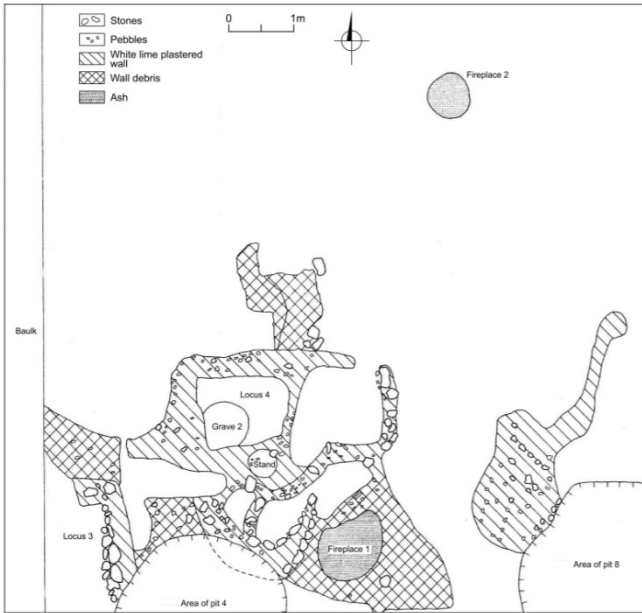 0 1m
Stones
Pebbles
White lime plastered
wall
Wall debris
Ash
Fireplace 2
Baulk
Locus 4
Grave 2
Stand
Locus 3
Fireplace 1
Area of pit 8
Area of pit 4